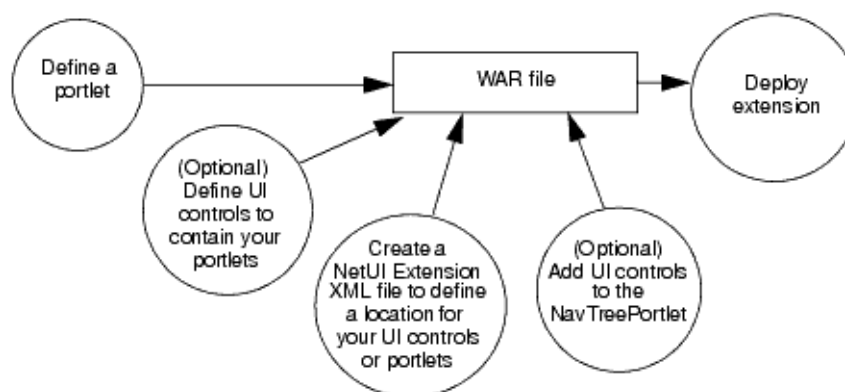 Define a
portlet
WAR file
Deploy
extension
(Optional)
Define UI
controls to
contain your
portlets
Create a
NetUI Extension
XML file to define
a location for
your UI controls
or portlets
(Optional)
Add UI controls
to the
NavTreePortlet